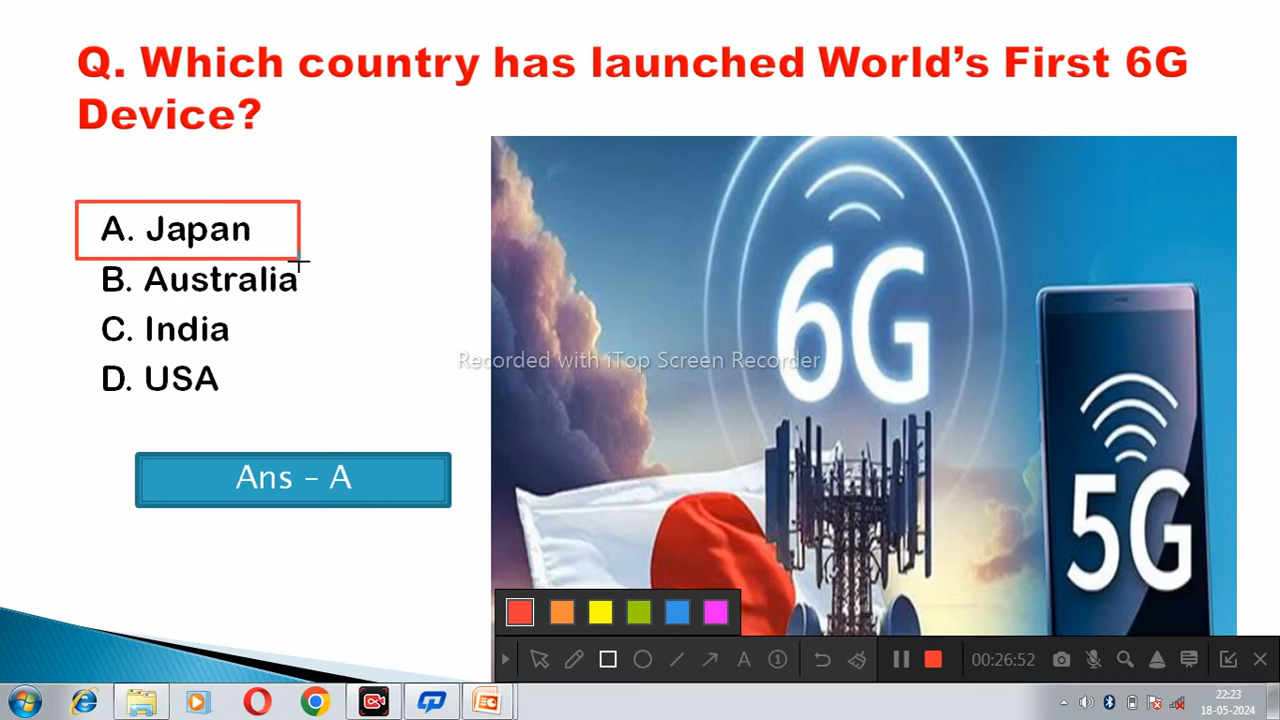 Q. Which country has launched World’s First 6G
Device?
A. Japan
B. Australia
C. India
D. USA
Ans – A
6G
5G
Recorded with iTop Screen Recorder
A
1
00:26:52
22:23
18-05-2024